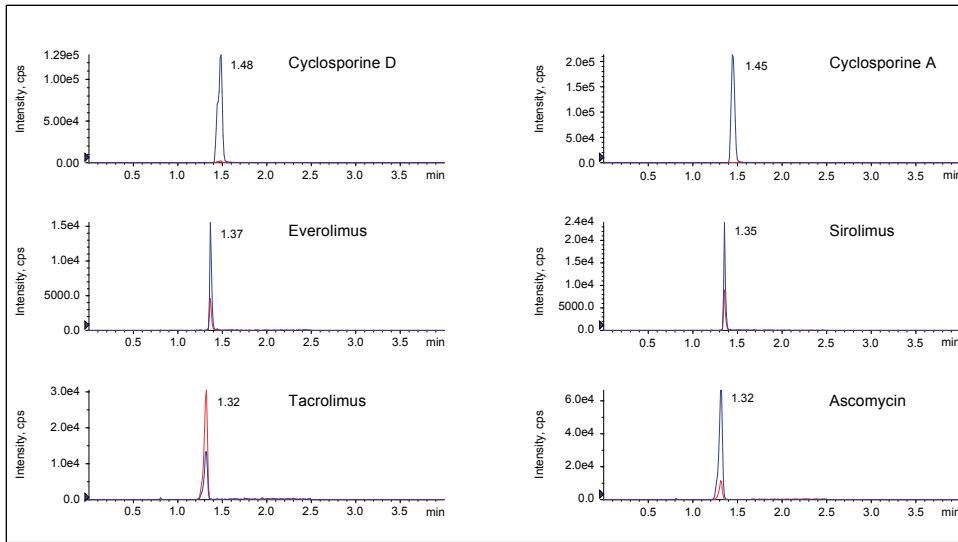 Cyclosporine D
1.29e5
1.00e5
5.00e4
0.00
Intensity, cps
1.48
0.5 1.0 1.5 2.0 2.5 3.0 3.5 min
Cyclosporine A
2.0e5
1.5e5
1.0e5
5.0e4
0.0
Intensity, cps
1.45
0.5 1.0 1.5 2.0 2.5 3.0 3.5 min
Everolimus
1.5e4
1.0e4
5000.0
0.0
Intensity, cps
1.37
0.5 1.0 1.5 2.0 2.5 3.0 3.5 min
Sirolimus
2.4e4
2.0e4
1.5e4
1.0e4
5000.0
0.0
Intensity, cps
1.35
0.5 1.0 1.5 2.0 2.5 3.0 3.5 min
Tacrolimus
3.0e4
2.0e4
1.0e4
0.0
Intensity, cps
1.32
0.5 1.0 1.5 2.0 2.5 3.0 3.5 min
Ascomycin
6.0e4
4.0e4
2.0e4
0.0
Intensity, cps
1.32
0.5 1.0 1.5 2.0 2.5 3.0 3.5 min